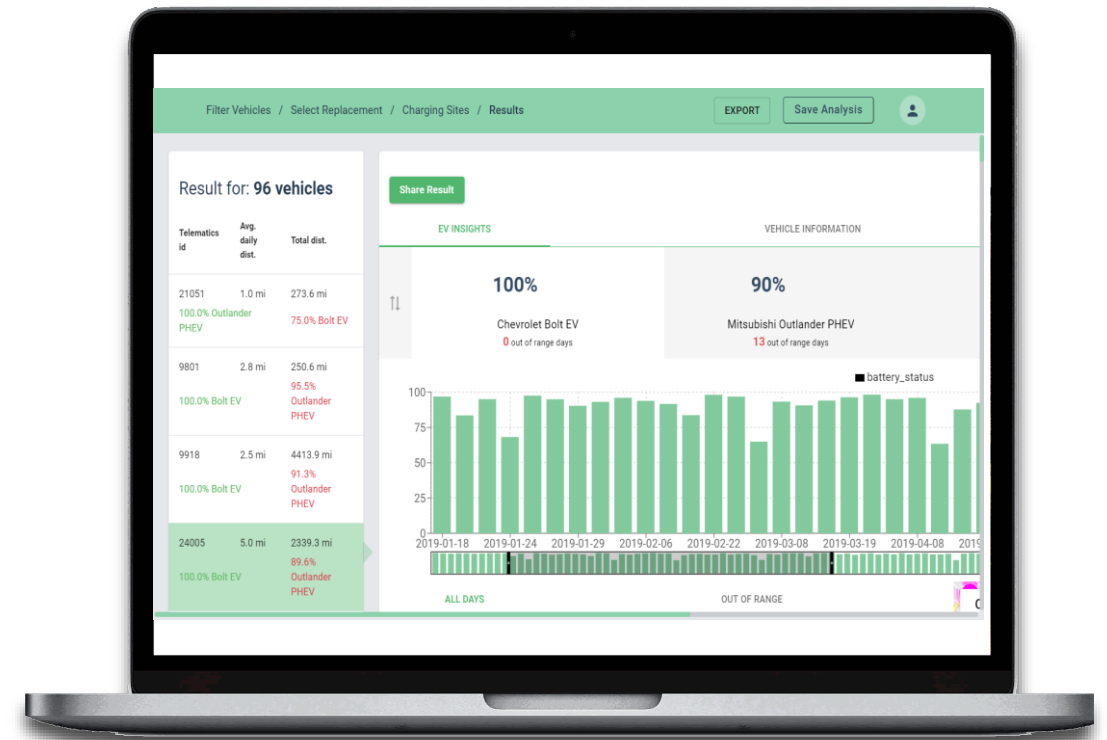 Filter Vehicles / Select Replacement / Charging Sites / Results
EXPORT
Save Analysis
Result for: 96 vehicles
Telematics id
Avg. daily dist.
Total dist.
21051 1.0 mi 273.6 mi
100.0% Outlander PHEV
75.0% Bolt EV
9801 2.8 mi 250.6 mi
100.0% Bolt EV
95.5% Outlander PHEV
9918 2.5 mi 4413.9 mi
100.0% Bolt EV
91.3% Outlander PHEV
24005 5.0 mi 2339.3 mi
100.0% Bolt EV
89.6% Outlander PHEV
Share Result
EV INSIGHTS
VEHICLE INFORMATION
100%
Chevrolet Bolt EV
0 out of range days
90%
Mitsubishi Outlander PHEV
13 out of range days
battery_status
100
75
50
25
0
2019-01-18 2019-01-24 2019-01-29 2019-02-06 2019-02-22 2019-03-08 2019-03-19 2019-04-08 2019
ALL DAYS
OUT OF RANGE